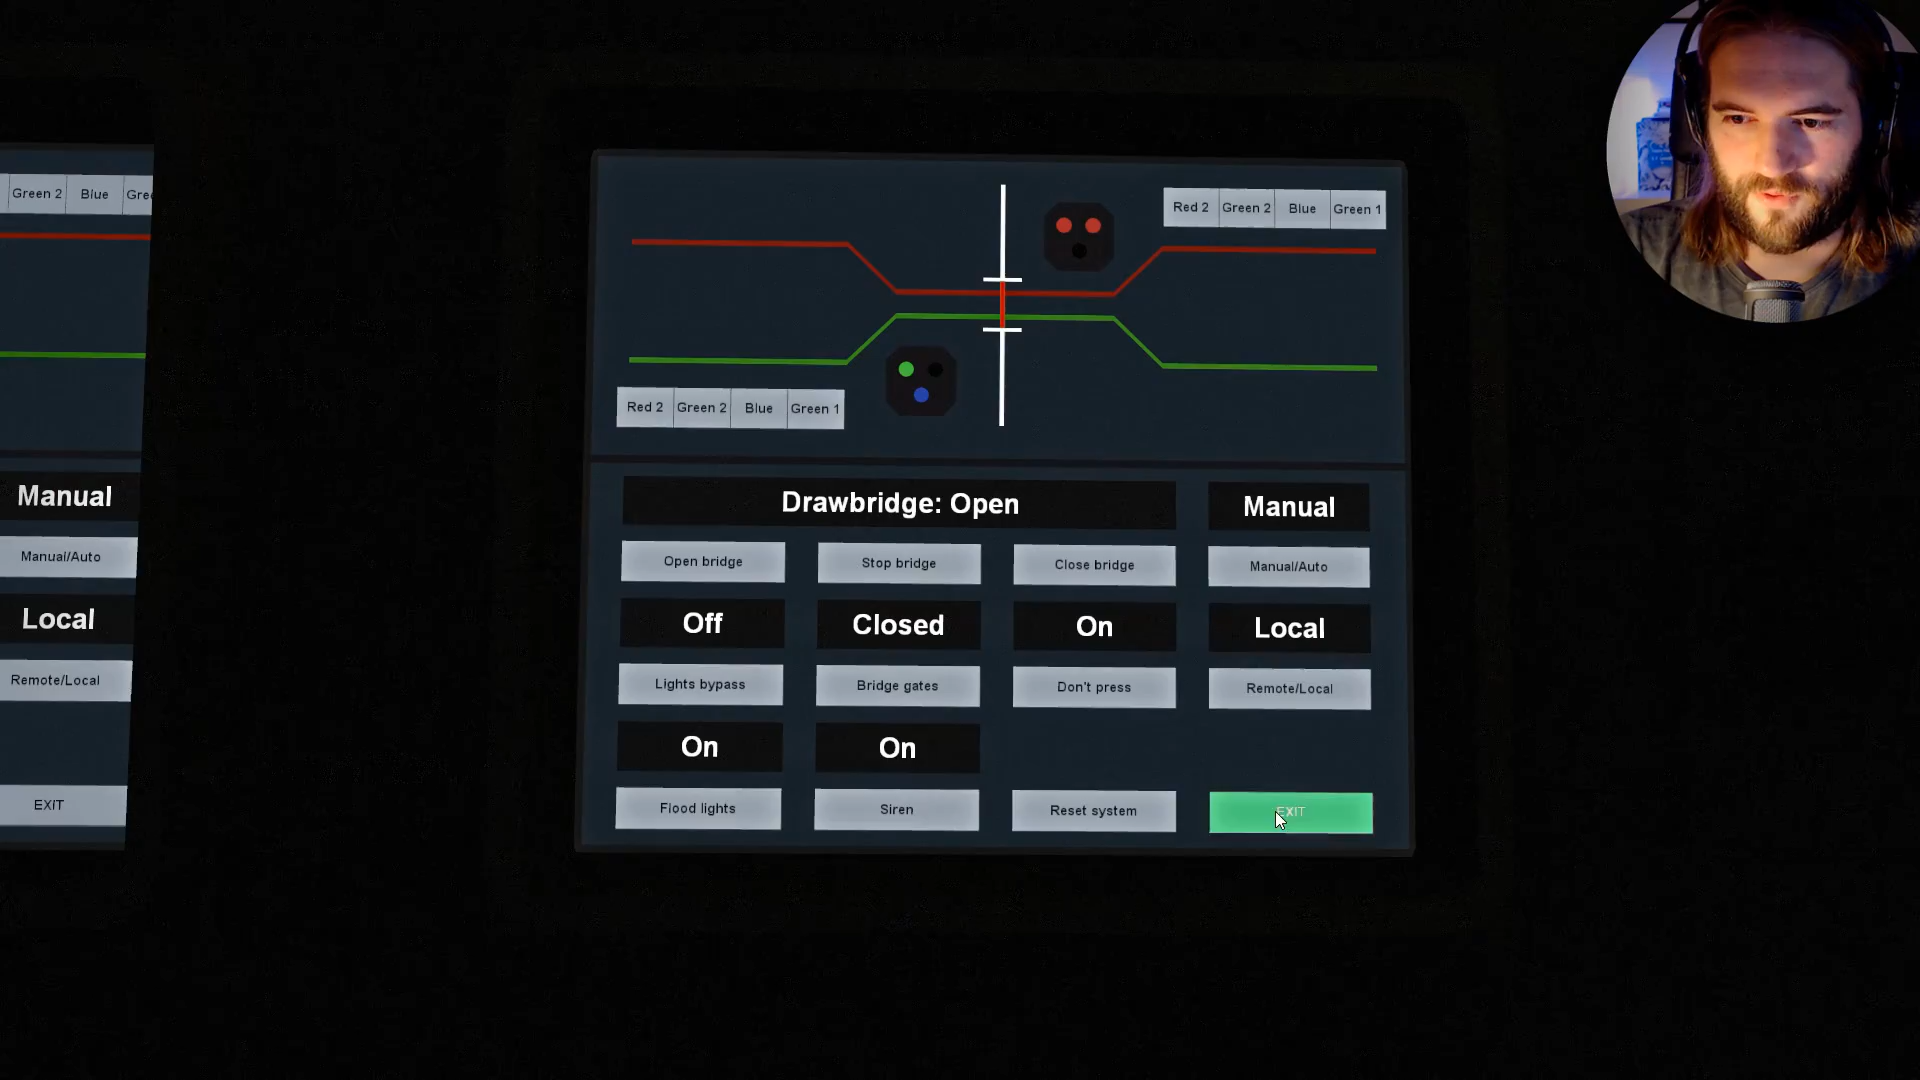 Green 2 Blue
Manual
Manual/Auto
Local
Remote/Local
EXIT
Red 2 Green 2 Blue Green 1
Red 2 Green 2 Blue Green 1
Drawbridge: Open Manual
Open bridge Stop bridge Close bridge Manual/Auto
Off Closed On Local
Lights bypass Bridge gates Don't press Remote/Local
On On
Flood lights Siren Reset system EXIT